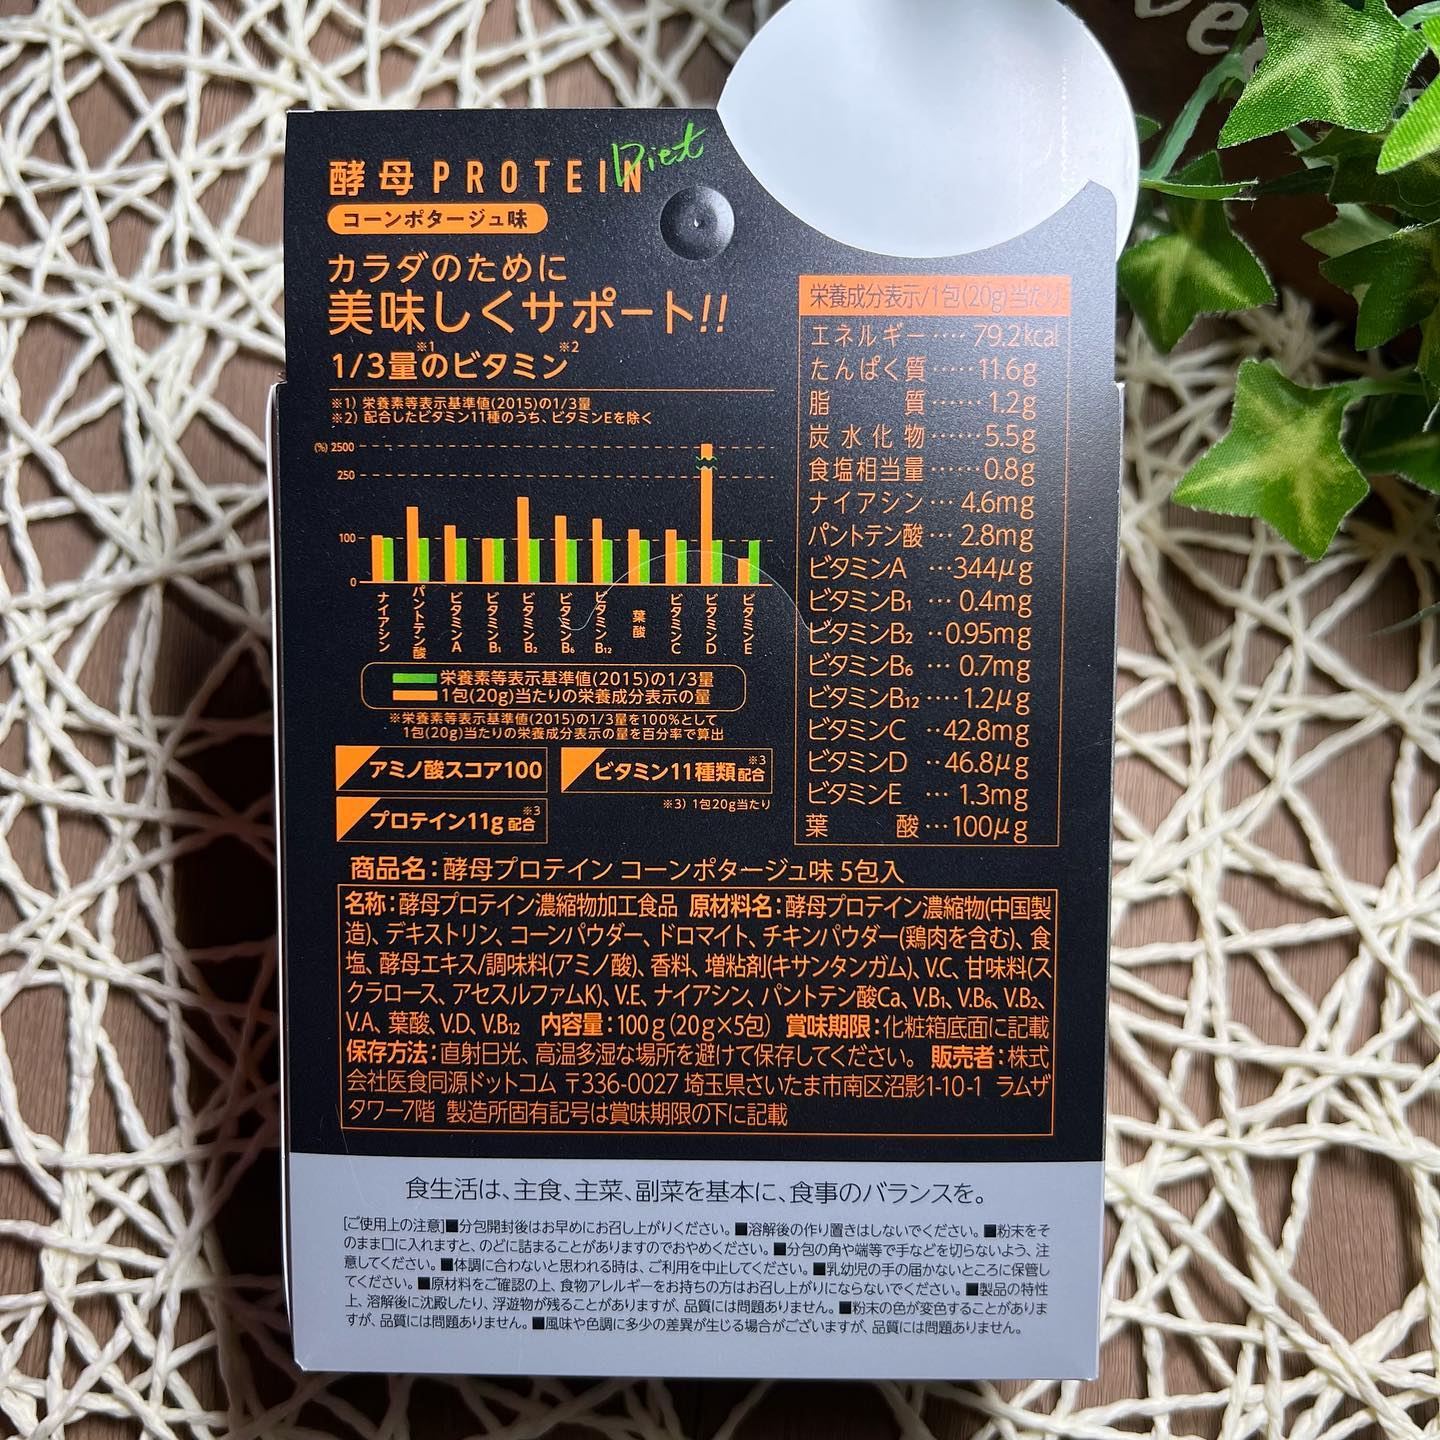 酵母PROTEIN Diet
コーンポタージュ味
カラダのために
美味しくサポート!!
1/3量※1のビタミン※2
※1) 栄養素等表示基準値(2015)の1/3量
※2) 配合したビタミン11種のうち、ビタミンEを除く
(%) 2500
250
100
0
ナイアシン
パントテン酸
ビタミンA
ビタミンB1
ビタミンB2
ビタミンB6
ビタミンB12
葉酸
ビタミンC
ビタミンD
ビタミンE
栄養素等表示基準値(2015)の1/3量
1包(20g)当たりの栄養成分表示の量
※栄養素等表示基準値(2015)の1/3量を100%として
1包(20g)当たりの栄養成分表示の量を百分率で算出
アミノ酸スコア100
ビタミン11種類配合※3
プロテイン11g配合※3
※3) 1包20g当たり
栄養成分表示/1包(20g)当たり
エネルギー‥‥79.2kcal
たんぱく質‥‥‥11.6g
脂質‥‥‥1.2g
炭水化物‥‥‥5.5g
食塩相当量‥‥‥0.8g
ナイアシン…4.6mg
パントテン酸…2.8mg
ビタミンA…344μg
ビタミンB1…0.4mg
ビタミンB2‥0.95mg
ビタミンB6…0.7mg
ビタミンB12‥‥1.2μg
ビタミンC‥42.8mg
ビタミンD‥46.8μg
ビタミンE…1.3mg
葉酸…100μg
商品名：酵母プロテイン コーンポタージュ味 5包入
名称：酵母プロテイン濃縮物加工食品 原材料名：酵母プロテイン濃縮物(中国製
造)、デキストリン、コーンパウダー、ドロマイト、チキンパウダー(鶏肉を含む)、食
塩、酵母エキス/調味料(アミノ酸)、香料、増粘剤(キサンタンガム)、V.C、甘味料(ス
クラロース、アセスルファムK)、V.E、ナイアシン、パントテン酸Ca、V.B1、V.B6、V.B2、
V.A、葉酸、V.D、V.B12 内容量：100g(20g×5包) 賞味期限：化粧箱底面に記載
保存方法：直射日光、高温多湿な場所を避けて保存してください。 販売者：株式
会社医食同源ドットコム 〒336-0027 埼玉県さいたま市南区沼影1-10-1 ラムザ
タワー7階 製造所固有記号は賞味期限の下に記載
食生活は、主食、主菜、副菜を基本に、食事のバランスを。
[ご使用上の注意]■分包開封後はお早めにお召し上がりください。■溶解後の作り置きはしないでください。■粉末をそ
のまま口に入れますと、のどに詰まることがありますのでおやめください。■分包の角や端等で手などを切らないよう、注
意してください。■体調に合わないと思われる時は、ご利用を中止してください。■乳幼児の手の届かないところに保管し
てください。■原材料をご確認の上、食物アレルギーをお持ちの方はお召し上がりにならないでください。■製品の特性
上、溶解後に沈殿したり、浮遊物が残ることがありますが、品質には問題ありません。■粉末の色が変色することがありま
すが、品質には問題ありません。■風味や色調に多少の差異が生じる場合がございますが、品質には問題ありません。